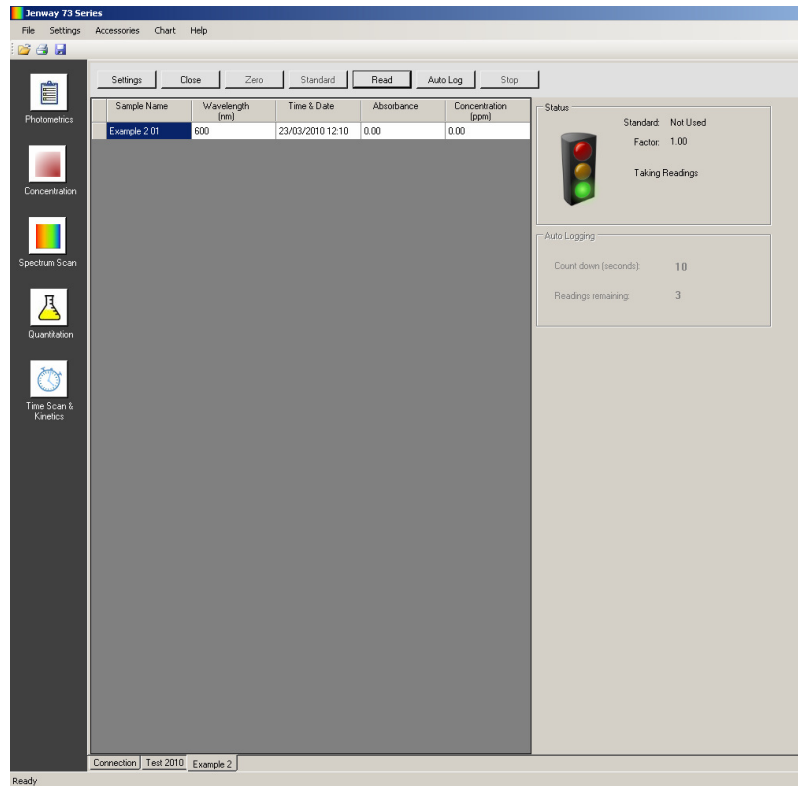 Jenway 73 Series
File Settings Accessories Chart Help
Settings Close Zero Standard Read Auto Log Stop
Photometrics
Concentration
Spectrum Scan
Quantitation
Time Scan &
Kinetics
Sample Name Wavelength (nm) Time & Date Absorbance Concentration (ppm)
Example 2 01 600 23/03/2010 12:10 0.00 0.00
Status
Standard: Not Used
Factor: 1.00
Taking Readings
Auto Logging
Count down (seconds): 10
Readings remaining: 3
Connection Test 2010 Example 2
Ready